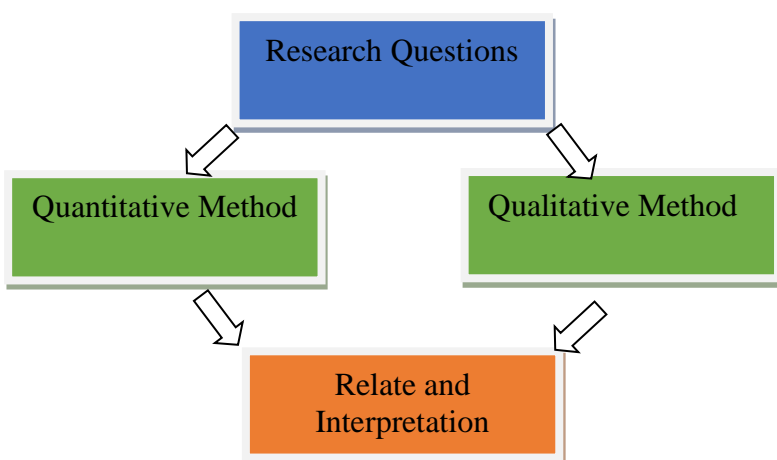 Research Questions
Quantitative Method
Qualitative Method
Relate and
Interpretation